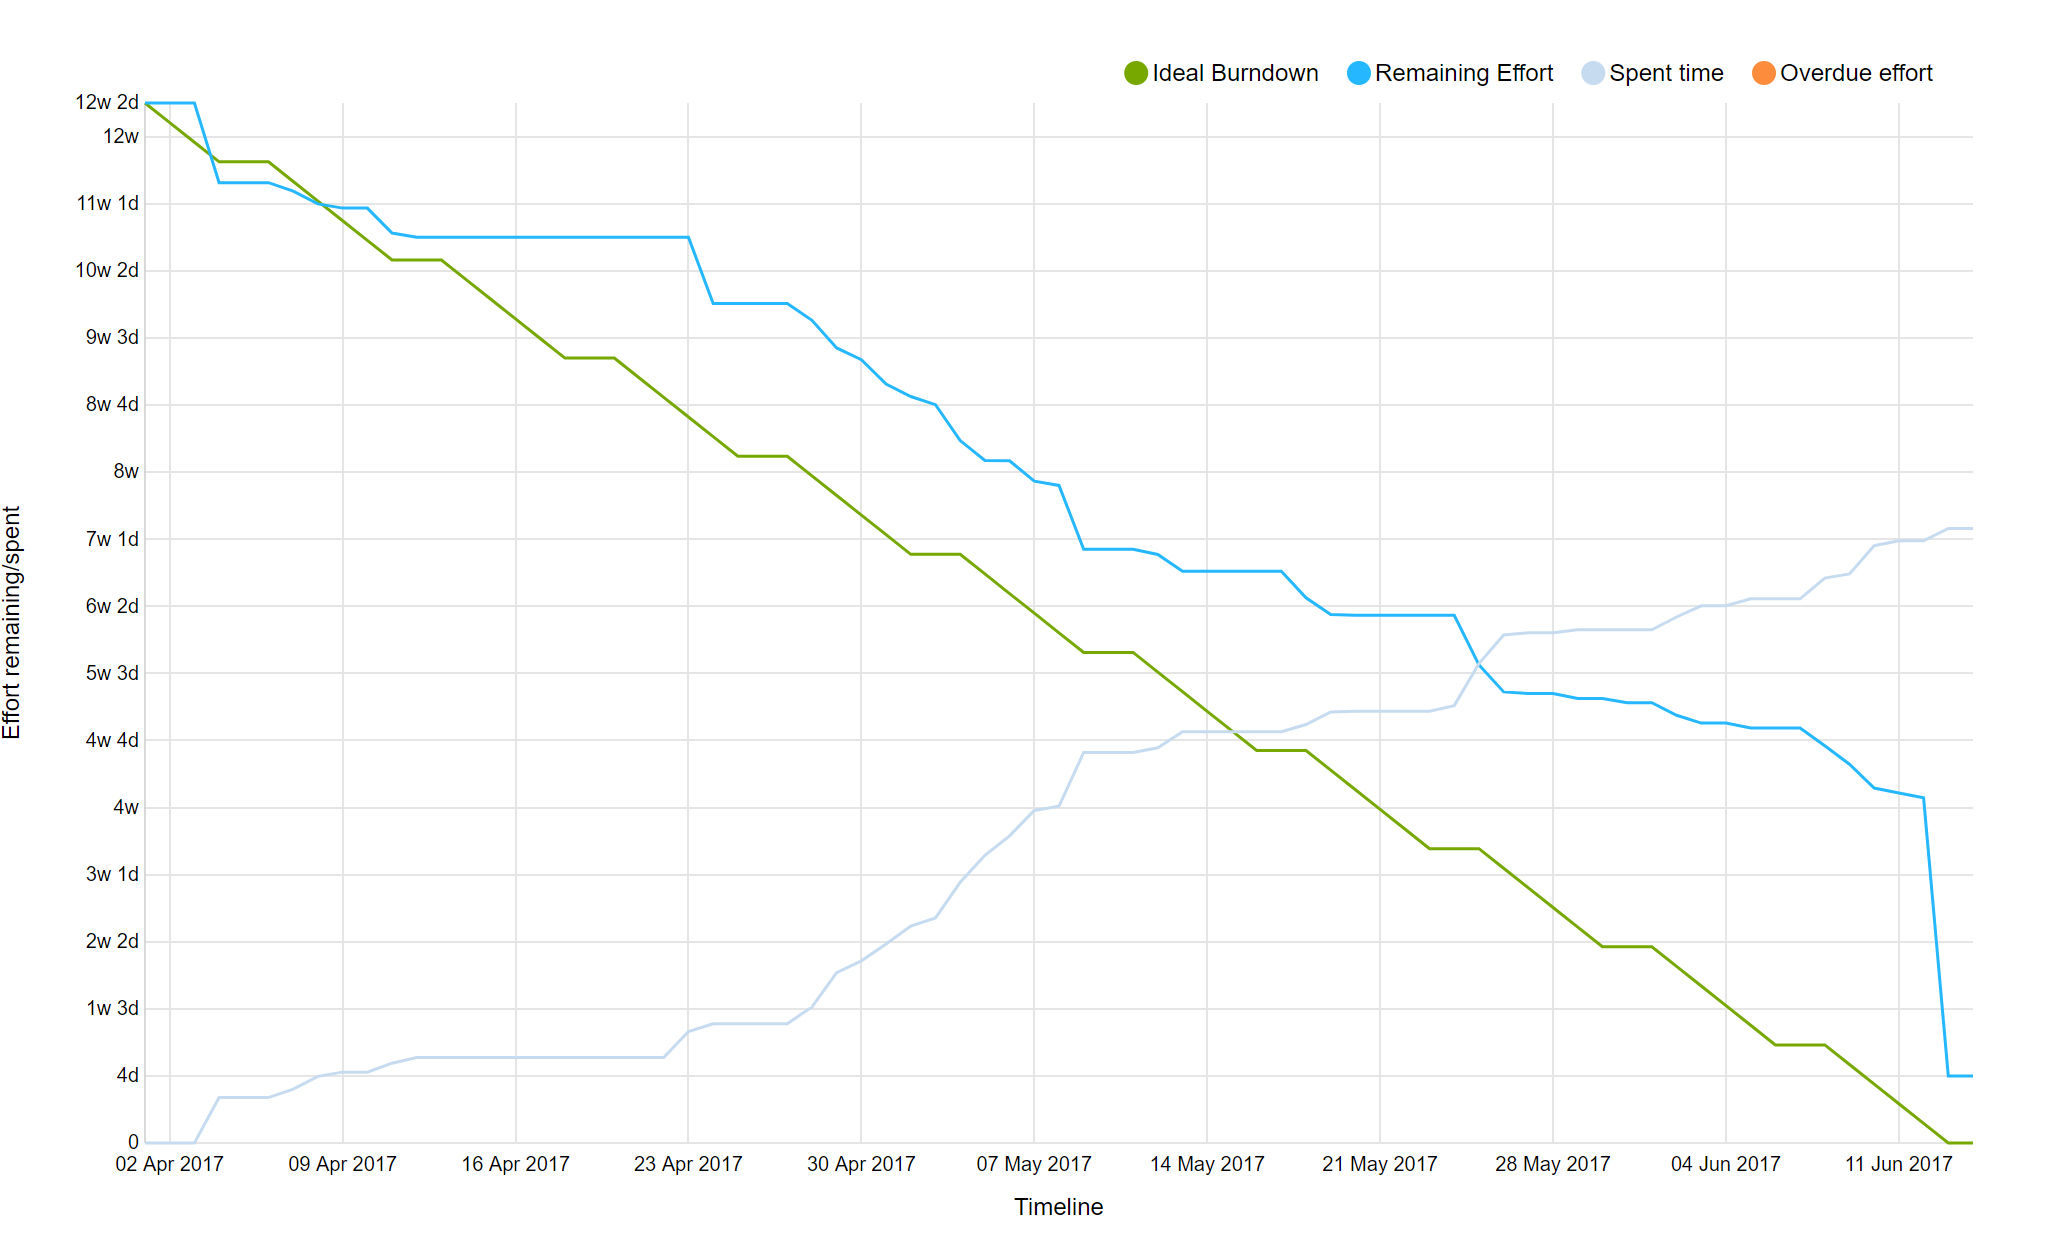 Ideal Burndown Remaining Effort Spent time Overdue effort
12w 2d
12w
11w 1d
10w 2d
9w 3d
8w 4d
8w
7w 1d
6w 2d
5w 3d
4w 4d
4w
3w 1d
2w 2d
1w 3d
4d
0
Effort remaining/spent
02 Apr 2017 09 Apr 2017 16 Apr 2017 23 Apr 2017 30 Apr 2017 07 May 2017 14 May 2017 21 May 2017 28 May 2017 04 Jun 2017 11 Jun 2017
Timeline